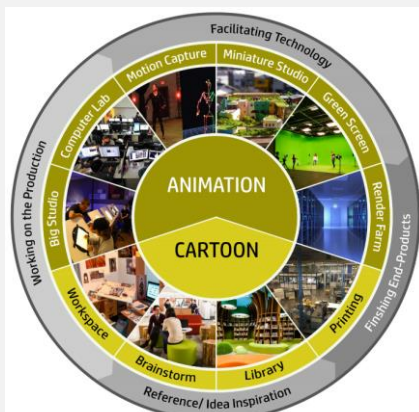 Facilitating Technology
Motion Capture
Miniature Studio
Green Screen
Render Farm
Printing
Library
Brainstorm
Workspace
Big Studio
Computer Lab
ANIMATION
CARTOON
Working on the Production
Finshing End-Products
Reference/ Idea Inspiration